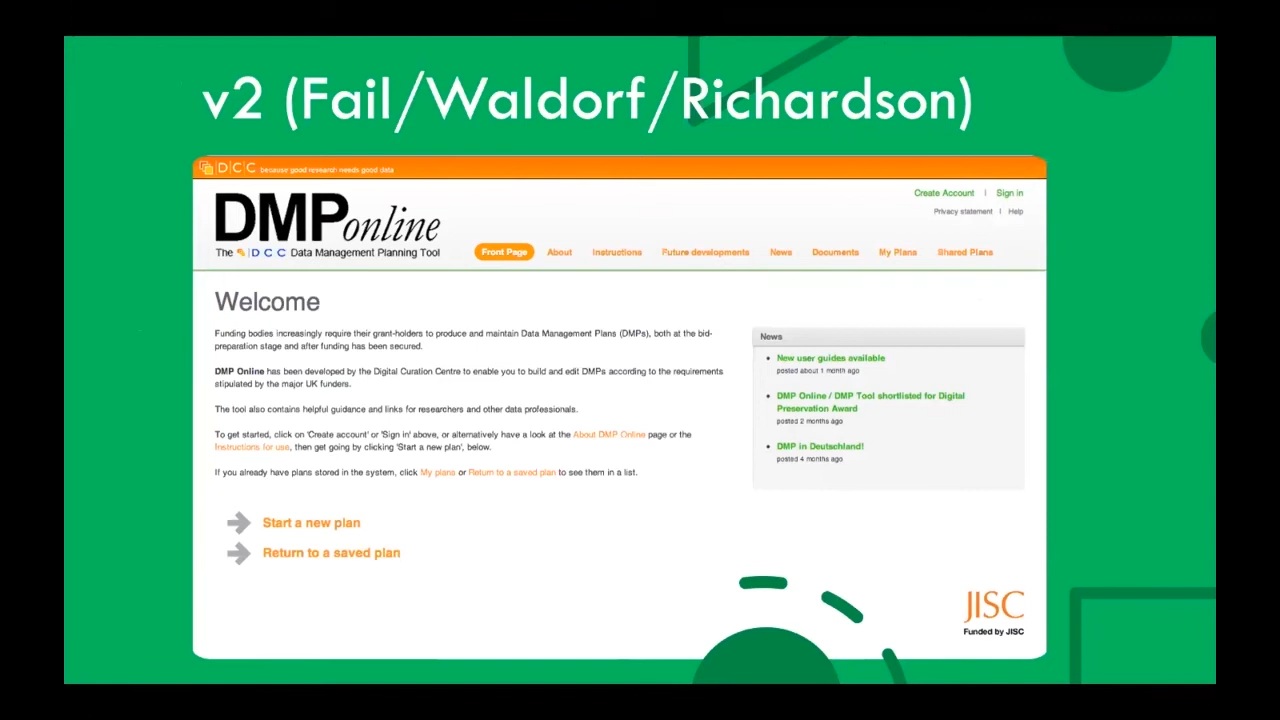 v2 (Fail/Waldorf/Richardson)
|D|C|C because good research needs good data
Create Account | Sign in
Privacy statement | Help
DMPonline
The |D C C Data Management Planning Tool
Front Page About Instructions Future developments News Documents My Plans Shared Plans
Welcome
Funding bodies increasingly require their grant-holders to produce and maintain Data Management Plans (DMPs), both at the bid-
preparation stage and after funding has been secured.
DMP Online has been developed by the Digital Curation Centre to enable you to build and edit DMPs according to the requirements
stipulated by the major UK funders.
The tool also contains helpful guidance and links for researchers and other data professionals.
To get started, click on 'Create account' or 'Sign in' above, or alternatively have a look at the About DMP Online page or the
Instructions for use, then get going by clicking 'Start a new plan', below.
If you already have plans stored in the system, click My plans or Return to a saved plan to see them in a list.
Start a new plan
Return to a saved plan
News
New user guides available
posted about 1 month ago
DMP Online / DMP Tool shortlisted for Digital
Preservation Award
posted 2 months ago
DMP in Deutschland!
posted 4 months ago
JISC
Funded by JISC